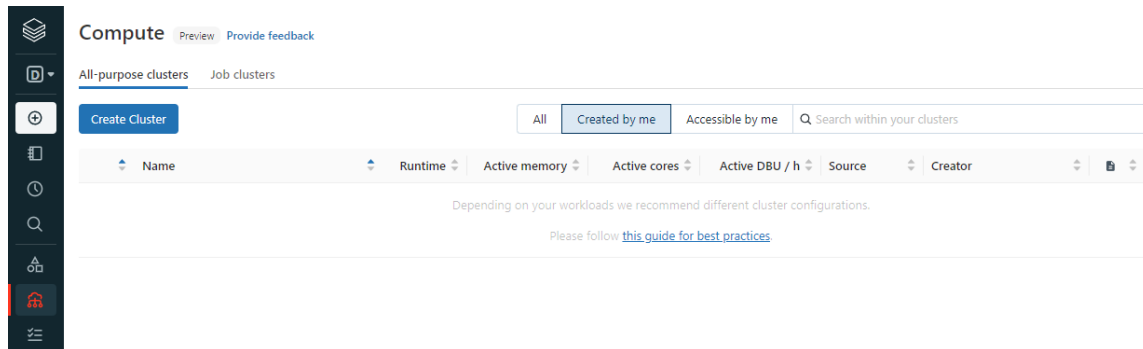 Compute Preview Provide feedback
D
All-purpose clusters Job clusters
Create Cluster All Created by me Accessible by me Search within your clusters
Name Runtime Active memory Active cores Active DBU / h Source Creator
Depending on your workloads we recommend different cluster configurations.
Please follow this guide for best practices.